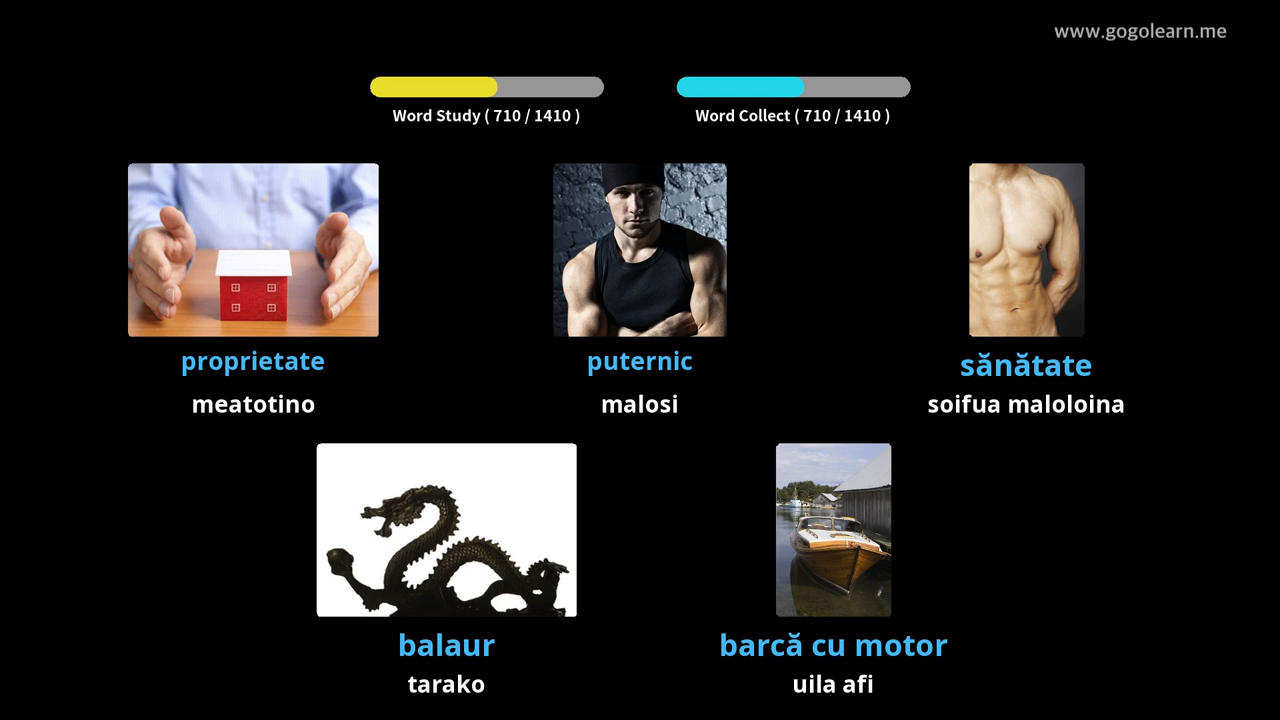 www.gogolearn.me
Word Study ( 710 / 1410 )
Word Collect ( 710 / 1410 )
proprietate
puternic
sănătate
meatotino
malosi
soifua maloloina
balaur
barcă cu motor
tarako
uila afi